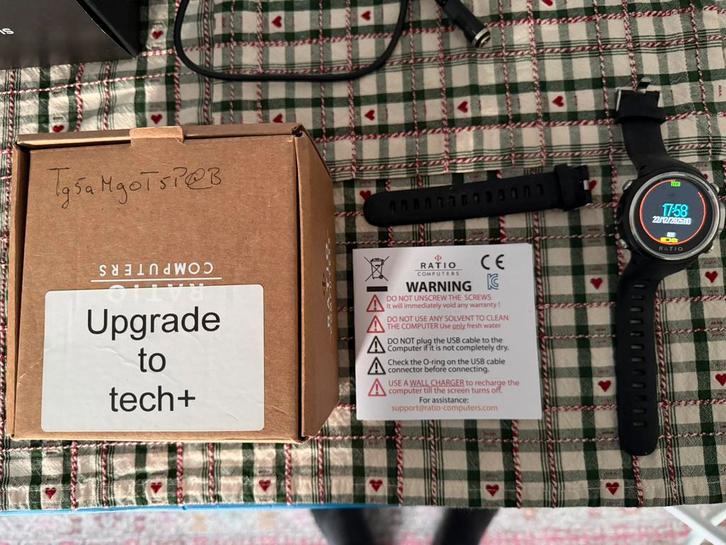 Tg5aMgoT5P@B
RATIO
COMPUTERS
Upgrade
to
tech+
RATIO
COMPUTERS
CE
WARNING
DO NOT UNSCREW THE SCREWS
It will immediately void any warranty !
DO NOT USE ANY SOLVENT TO CLEAN
THE COMPUTER Use only fresh water
DO NOT plug the USB cable to the
Computer if it is not completely dry.
Check the O-ring on the USB cable
connector before connecting.
USE A WALL CHARGER to recharge the
computer till the screen turns off.
For assistance:
support@ratio-computers.com
17:58
RATIO